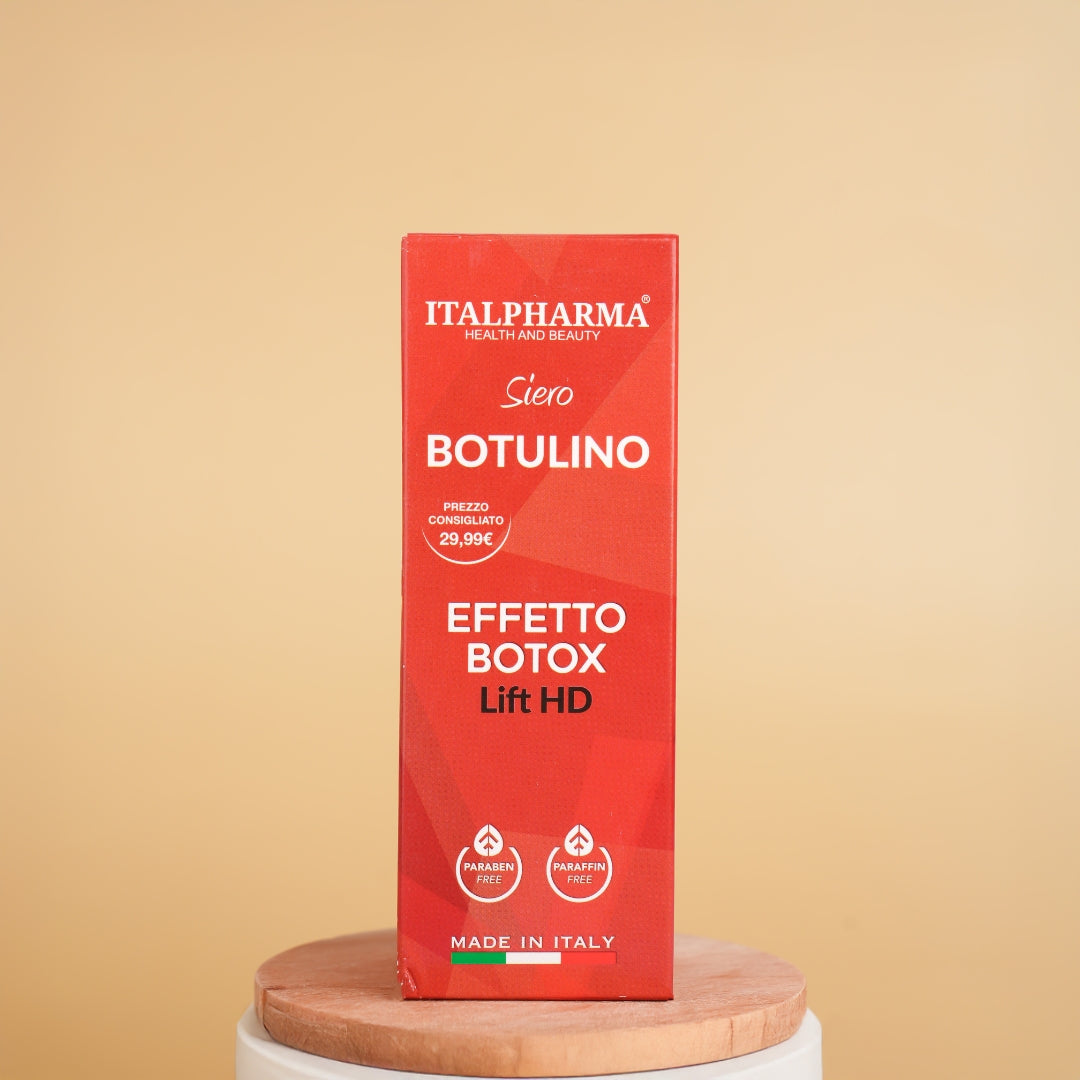 ITALPHARMA®
HEALTH AND BEAUTY
Siero
BOTULINO
PREZZO
CONSIGLIATO
29,99€
EFFETTO
BOTOX
Lift HD
PARABEN
FREE
PARAFFIN
FREE
MADE IN ITALY